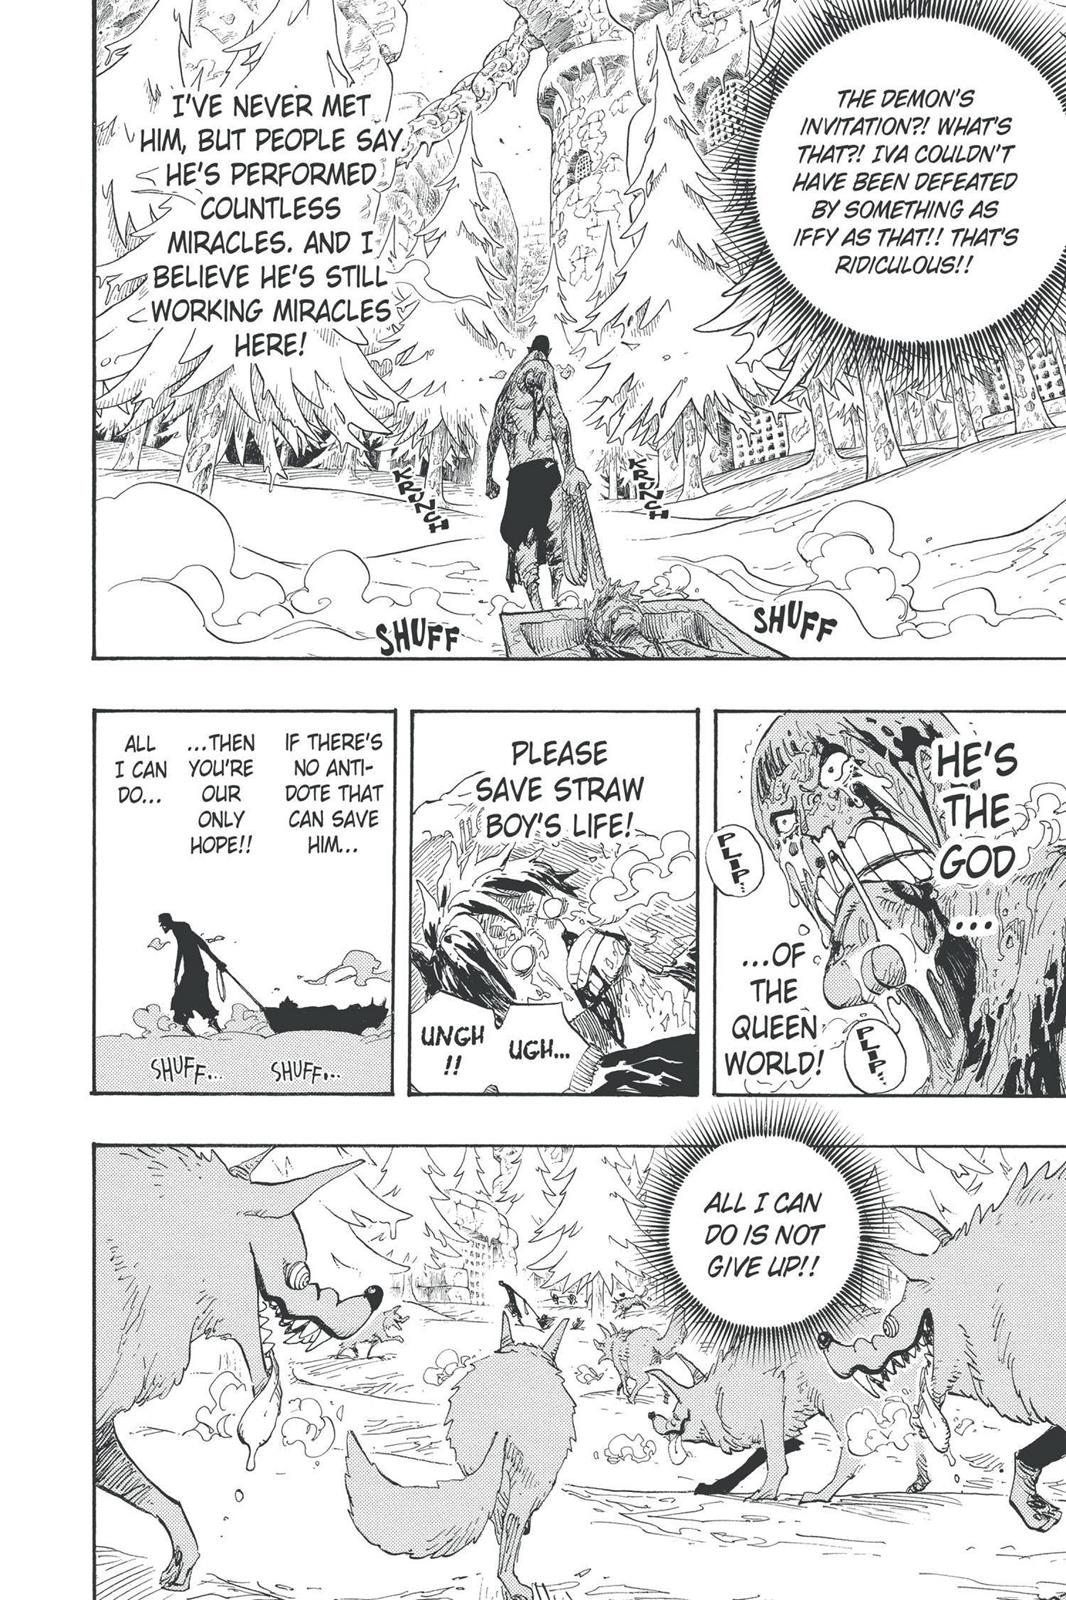 THE DEMON'S
INVITATION?! WHAT'S
THAT?! IVA COULDN'T
HAVE BEEN DEFEATED
BY SOMETHING AS
IFFY AS THAT!! THAT'S
RIDICULOUS!!
I'VE NEVER MET
HIM, BUT PEOPLE SAY
HE'S PERFORMED
COUNTLESS
MIRACLES. AND I
BELIEVE HE'S STILL
WORKING MIRACLES
HERE!
KRUNCH
KRUNCH
SHUFF
SHUFF
HE'S
THE
GOD
...
PLIP...
...OF
THE
QUEEN
WORLD!
PLIP...
PLEASE
SAVE STRAW
BOY'S LIFE!
UNGH
!!
UGH...
IF THERE'S
NO ANTI-
DOTE THAT
CAN SAVE
HIM...
...THEN
YOU'RE
OUR
ONLY
HOPE!!
ALL
I CAN
DO...
SHUFF...
SHUFF...
ALL I CAN
DO IS NOT
GIVE UP!!